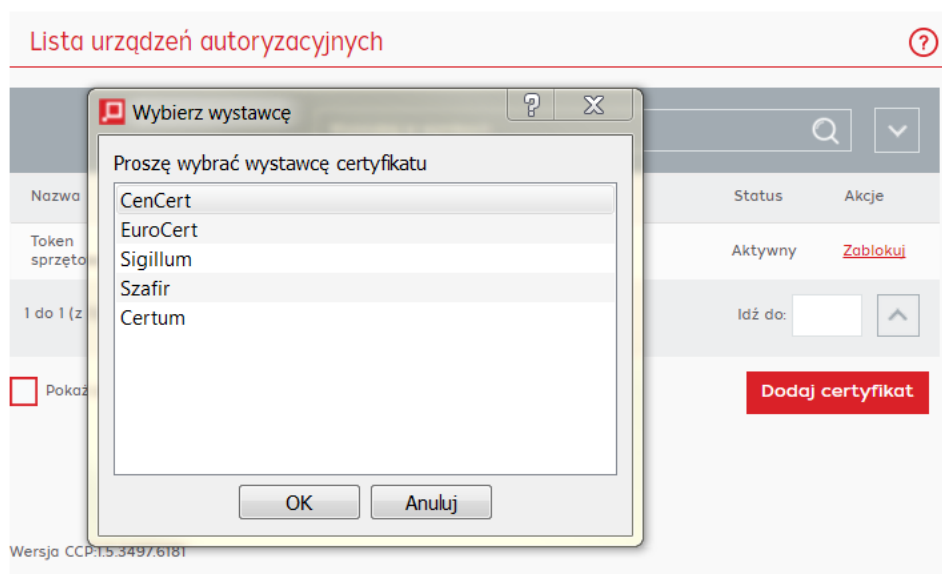 Lista urządzeń autoryzacyjnych
?
Wybierz wystawcę
Proszę wybrać wystawcę certyfikatu
CenCert
EuroCert
Sigillum
Szafir
Certum
OK Anuluj
Nazwa Status Akcje
Token
sprzęto Aktywny Zablokuj
1 do 1 (z Idź do:
Pokaż Dodaj certyfikat
Wersja CCP:1.5.3497.6181